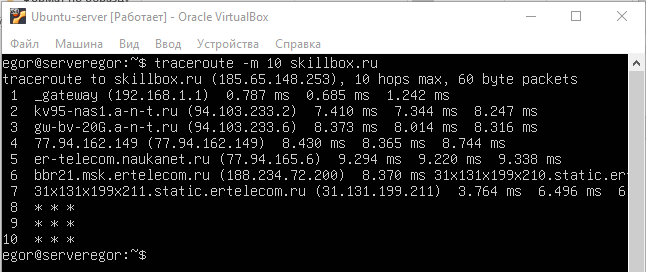 Формат по образцу
Ubuntu-server [Работает] - Oracle VirtualBox
Файл Машина Вид Ввод Устройства Справка
egor@serveregor:~$ traceroute -m 10 skillbox.ru
traceroute to skillbox.ru (185.65.148.253), 10 hops max, 60 byte packets
1 _gateway (192.168.1.1) 0.787 ms 0.685 ms 1.242 ms
2 kv95-nas1.a-n-t.ru (94.103.233.2) 7.410 ms 7.344 ms 8.247 ms
3 gw-bv-20G.a-n-t.ru (94.103.233.6) 8.373 ms 8.014 ms 8.316 ms
4 77.94.162.149 (77.94.162.149) 8.430 ms 8.365 ms 8.744 ms
5 er-telecom.naukanet.ru (77.94.165.6) 9.294 ms 9.220 ms 9.338 ms
6 bbr21.msk.ertelecom.ru (188.234.72.200) 8.370 ms 31x131x199x210.static.er
7 31x131x199x211.static.ertelecom.ru (31.131.199.211) 3.764 ms 6.496 ms 6
8 * * *
9 * * *
10 * * *
egor@serveregor:~$